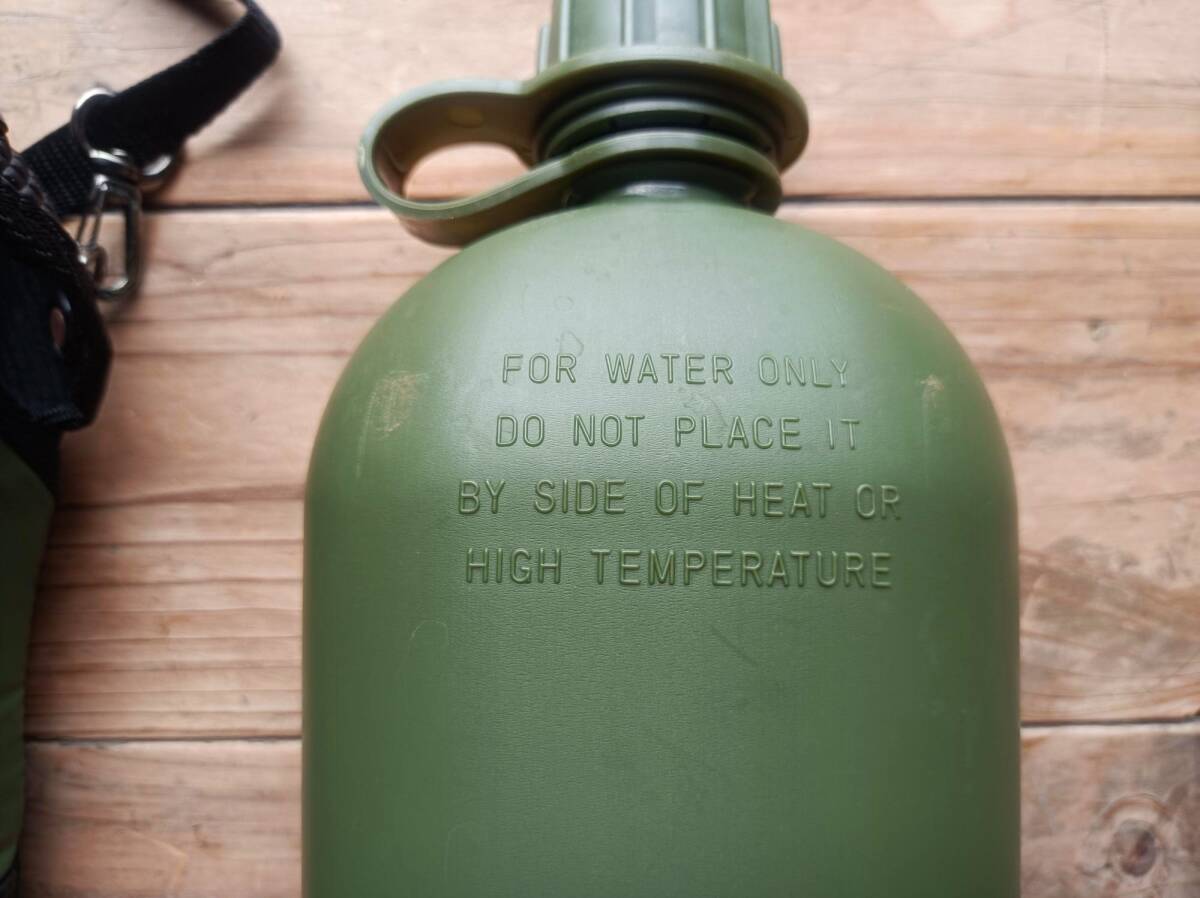 FOR WATER ONLY
DO NOT PLACE IT
BY SIDE OF HEAT OR
HIGH TEMPERATURE